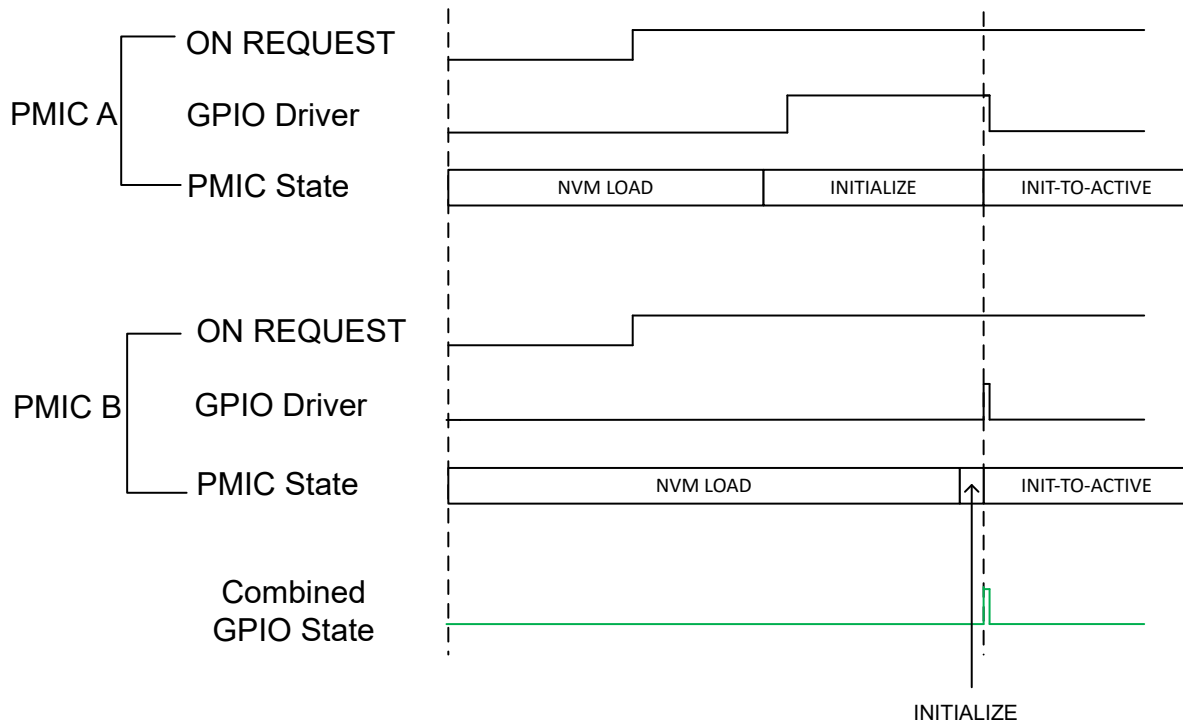 ON REQUEST
PMIC A
GPIO Driver
PMIC State
NVM LOAD
INITIALIZE
INIT-TO-ACTIVE
ON REQUEST
PMIC B
GPIO Driver
PMIC State
NVM LOAD
INIT-TO-ACTIVE
Combined
GPIO State
INITIALIZE